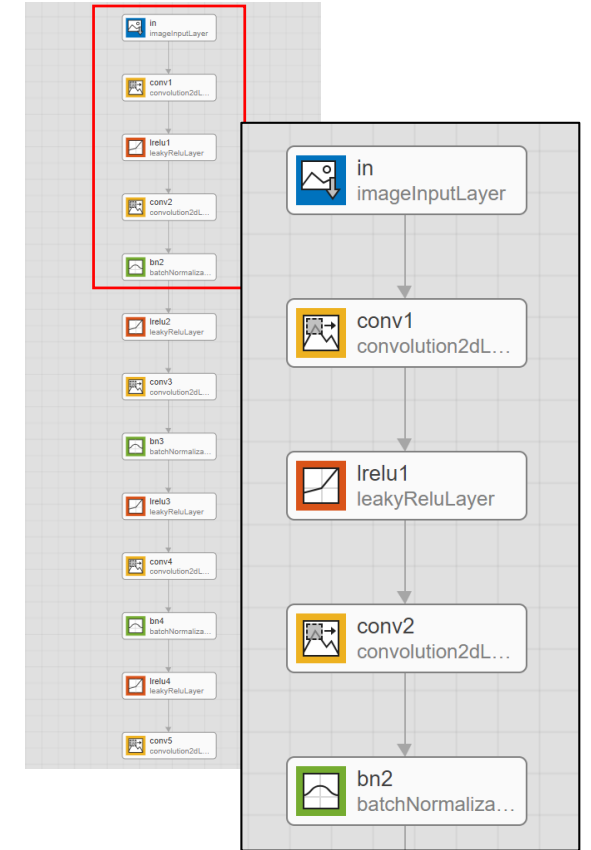 in
imageInputLayer
conv1
convolution2dL...
lrelu1
leakyReluLayer
conv2
convolution2dL...
bn2
batchNormaliza...
lrelu2
leakyReluLayer
conv3
convolution2dL...
bn3
batchNormaliza...
lrelu3
leakyReluLayer
conv4
convolution2dL...
bn4
batchNormaliza...
lrelu4
leakyReluLayer
conv5
convolution2dL...
in
imageInputLayer
conv1
convolution2dL...
lrelu1
leakyReluLayer
conv2
convolution2dL...
bn2
batchNormaliza...